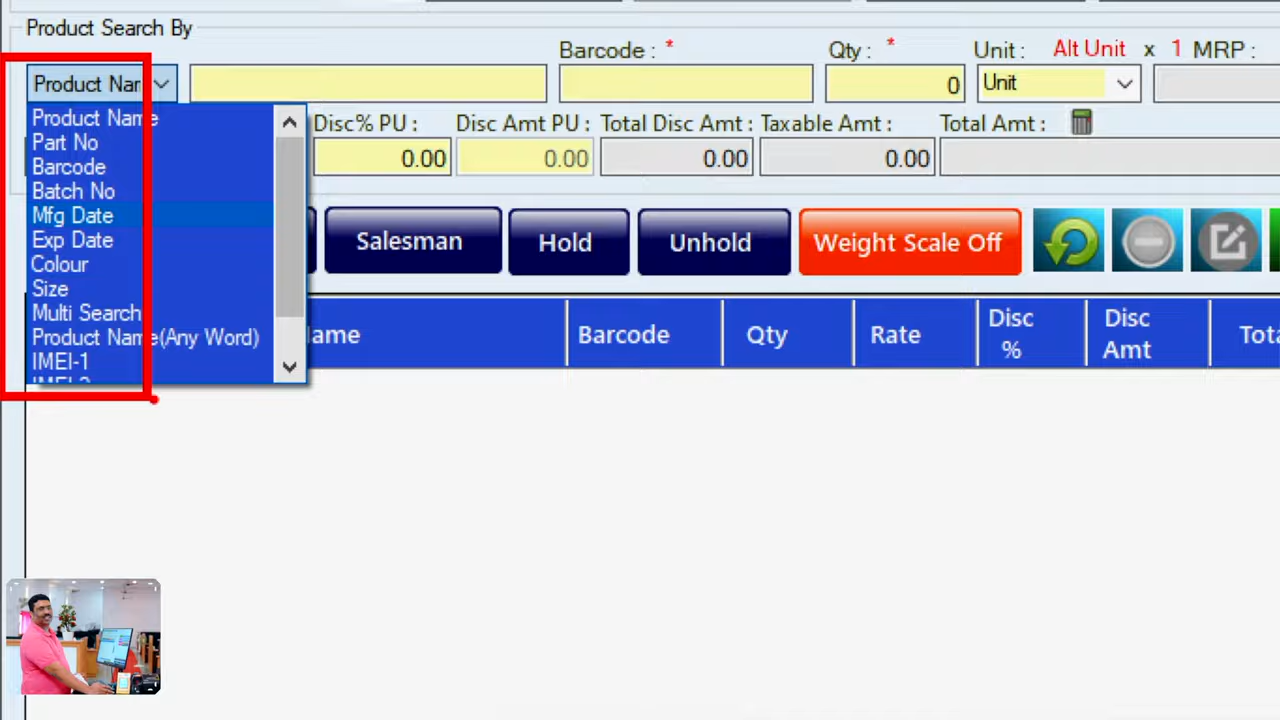 Product Search By
Barcode : *
Qty : *
Unit : Alt Unit x 1 MRP :
Product Nam
0
Unit
Product Name
Part No
Barcode
Batch No
Mfg Date
Exp Date
Colour
Size
Multi Search
Product Name(Any Word)
IMEI-1
Disc% PU : Disc Amt PU : Total Disc Amt : Taxable Amt : Total Amt :
0.00 0.00 0.00 0.00
Salesman Hold Unhold Weight Scale Off
ame Barcode Qty Rate Disc % Disc Amt Tota